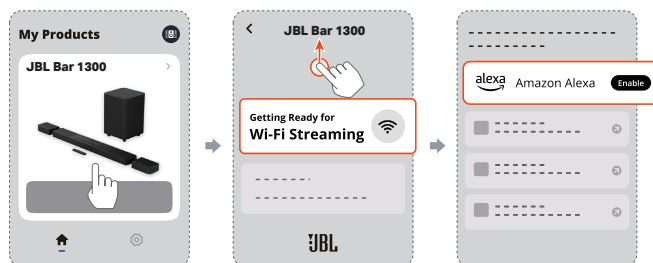 My Products
JBL Bar 1300
JBL Bar 1300
Getting Ready for
Wi-Fi Streaming
JBL
alexa Amazon Alexa Enable